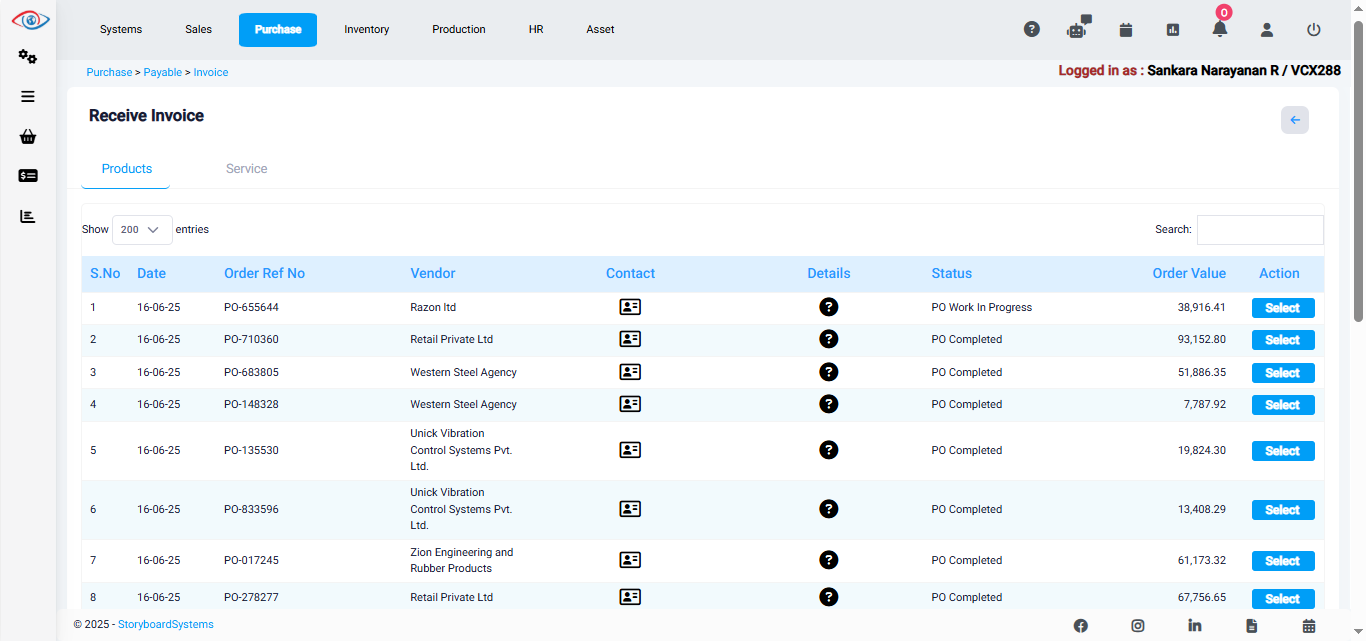 Systems Sales Purchase Inventory Production HR Asset 0
Purchase > Payable > Invoice Logged in as : Sankara Narayanan R / VCX288
Receive Invoice
Products Service
Show 200 entries Search:
S.No Date Order Ref No Vendor Contact Details Status Order Value Action
1 16-06-25 PO-655644 Razon ltd ? PO Work In Progress 38,916.41 Select
2 16-06-25 PO-710360 Retail Private Ltd ? PO Completed 93,152.80 Select
3 16-06-25 PO-683805 Western Steel Agency ? PO Completed 51,886.35 Select
4 16-06-25 PO-148328 Western Steel Agency ? PO Completed 7,787.92 Select
Unick Vibration
5 16-06-25 PO-135530 Control Systems Pvt. ? PO Completed 19,824.30 Select
Ltd.
Unick Vibration
6 16-06-25 PO-833596 Control Systems Pvt. ? PO Completed 13,408.29 Select
Ltd.
7 16-06-25 PO-017245 Zion Engineering and ? PO Completed 61,173.32 Select
Rubber Products
8 16-06-25 PO-278277 Retail Private Ltd ? PO Completed 67,756.65 Select
© 2025 - StoryboardSystems